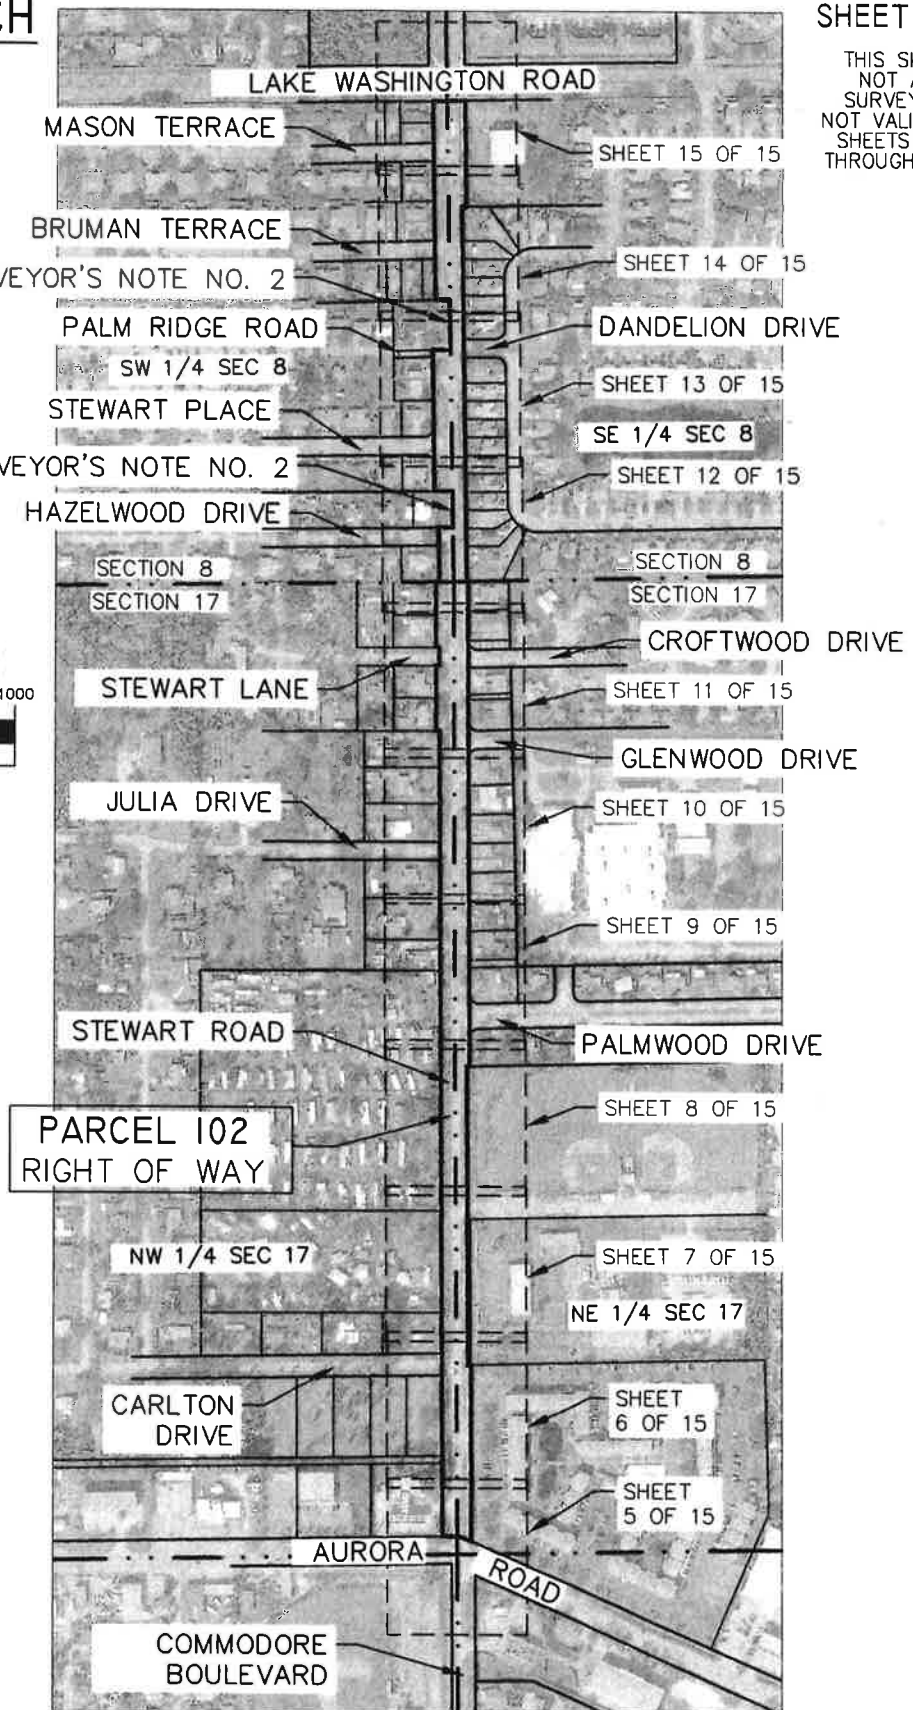 SHEET
THIS
NOT
SURVEY
NOT
SHEETS
THROUGH
LAKE WASHINGTON ROAD
MASON TERRACE
SHEET 15 OF 15
BRUMAN TERRACE
SHEET 14 OF 15
NOTE NO. 2
PALM RIDGE ROAD
DANDELION DRIVE
SW 1/4 SEC 8
SHEET 13 OF 15
STEWART PLACE
SE 1/4 SEC 8
NOTE NO. 2
SHEET 12 OF 15
HAZELWOOD DRIVE
SECTION 8
SECTION 8
SECTION 17
SECTION 17
CROFTWOOD DRIVE
STEWART LANE
SHEET 11 OF 15
1000
GLENWOOD DRIVE
JULIA DRIVE
SHEET 10 OF 15
SHEET 9 OF 15
STEWART ROAD
PALMWOOD DRIVE
SHEET 8 OF 15
PARCEL 102
RIGHT OF WAY
NW 1/4 SEC 17
SHEET 7 OF 15
NE 1/4 SEC 17
CARLTON
DRIVE
SHEET
6 OF 15
SHEET
5 OF 15
AURORA
ROAD
COMMODORE
BOULEVARD